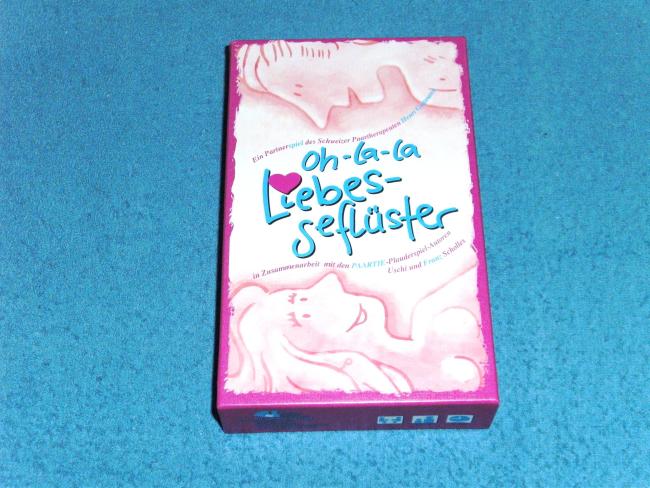 Ein Partnerspiel des Schweizer Paartherapeuten Henri
Oh-la-la
Liebes-
geflüster
in Zusammenarbeit mit den PAARTIE-Plauderspiel-Autoren
Uschi und Franz Scholles